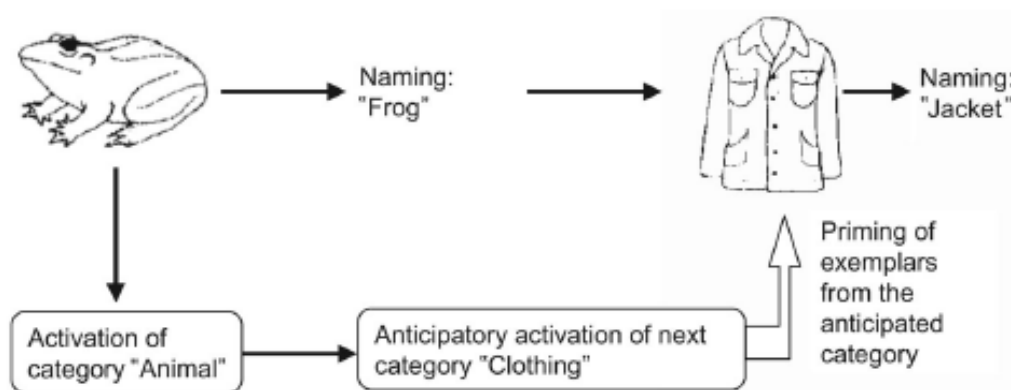 Naming:
"Frog"
Naming:
"Jacket"
Activation of
category "Animal"
Anticipatory activation of next
category "Clothing"
Priming of
exemplars
from the
anticipated
category